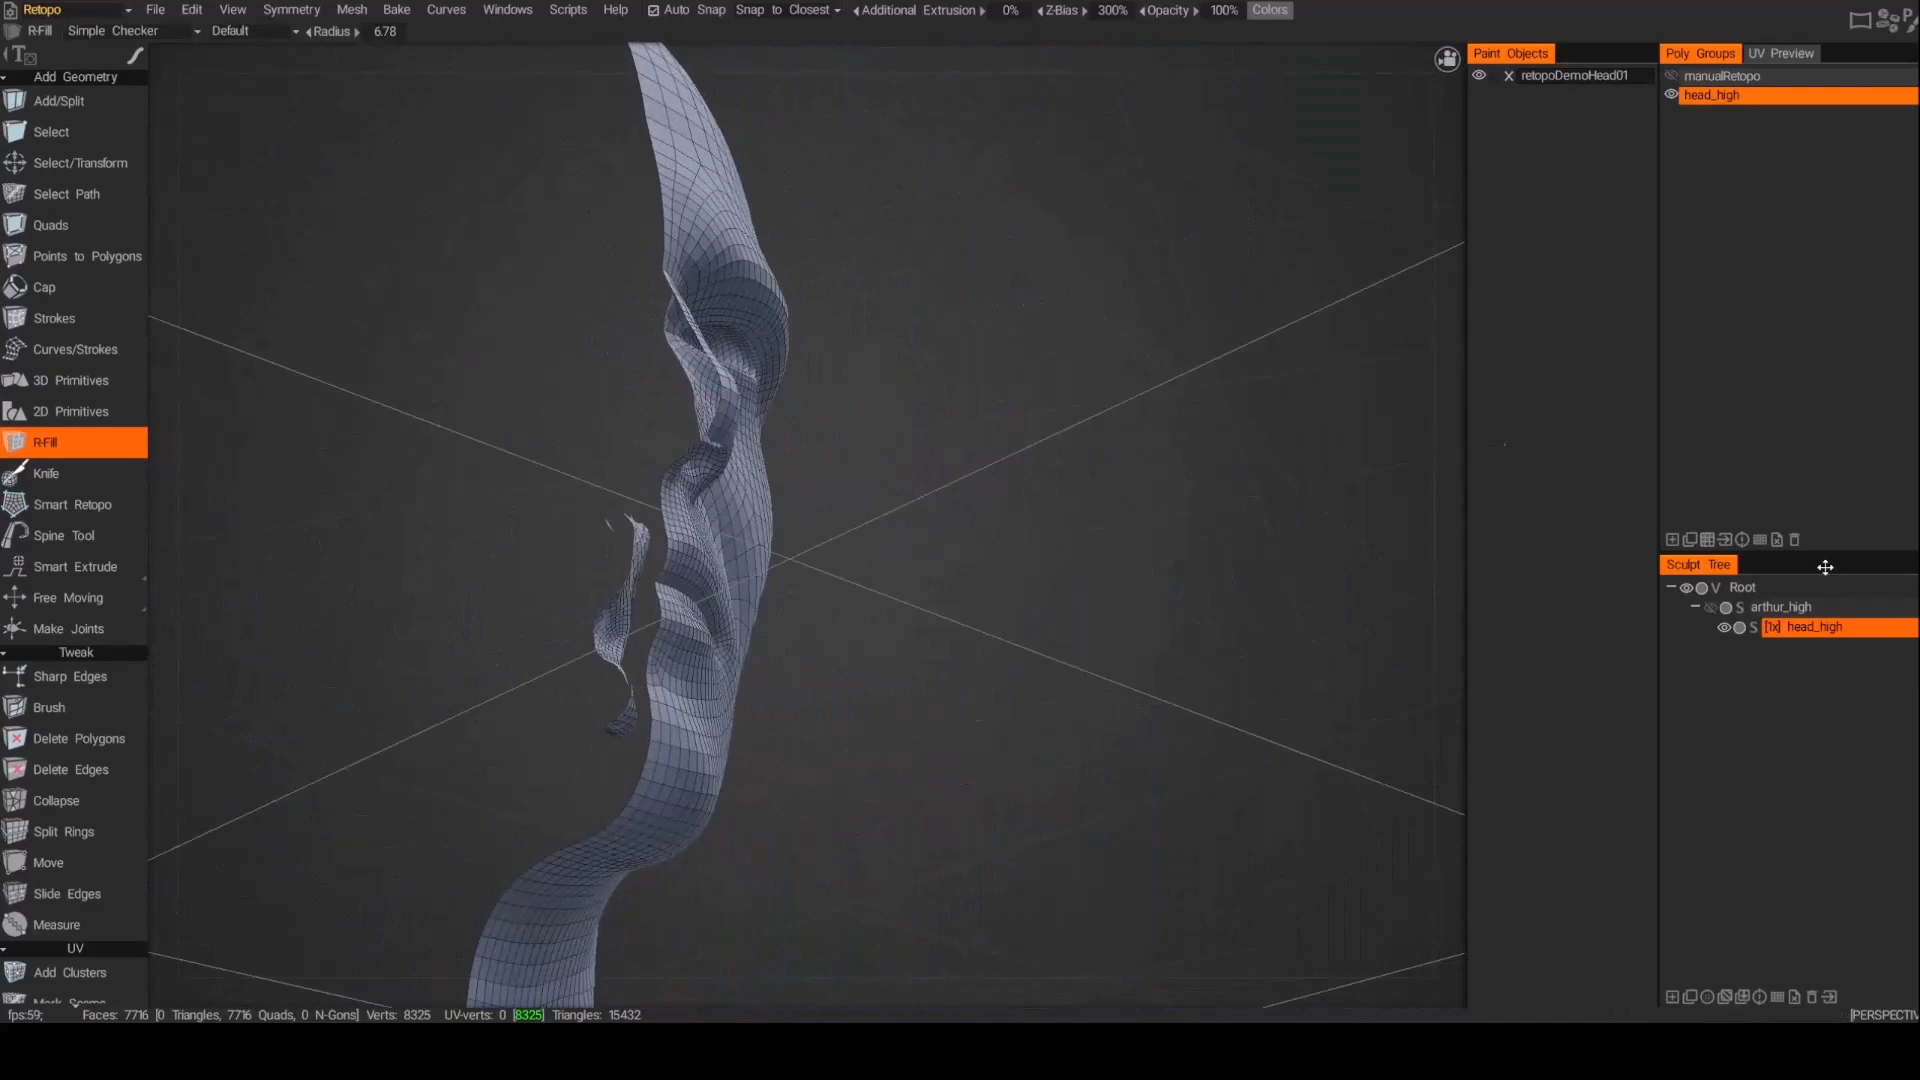 Retopo File Edit View Symmetry Mesh Bake Curves Windows Scripts Help Auto Snap Snap to Closest Additional Extrusion 0% Z-Bias 300% Opacity 100% Colors
R-Fill Simple Checker Default Radius 6.78
Add Geometry
Add/Split
Select
Select/Transform
Select Path
Quads
Points to Polygons
Cap
Strokes
Curves/Strokes
3D Primitives
2D Primitives
R-Fill
Knife
Smart Retopo
Spine Tool
Smart Extrude
Free Moving
Make Joints
Tweak
Sharp Edges
Brush
Delete Polygons
Delete Edges
Collapse
Split Rings
Move
Slide Edges
Measure
UV
Add Clusters
Paint Objects
X retopoDemoHead01
Poly Groups UV Preview
manualRetopo
head_high
Sculpt Tree
V Root
S arthur_high
S [1x] head_high
fps:59; Faces: 7716 [0 Triangles, 7716 Quads, 0 N-Gons] Verts: 8325 UV-verts: 0 [8325] Triangles: 15432
[PERSPECTIV